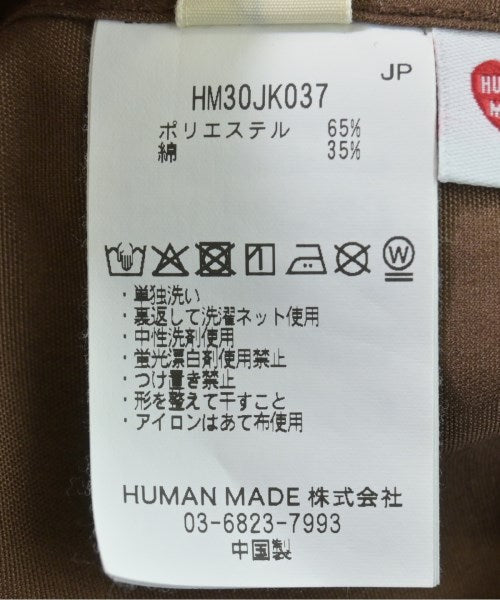 JP
HM30JK037
ポリエステル 65%
綿 35%
W
・単独洗い
・裏返して洗濯ネット使用
・中性洗剤使用
・蛍光漂白剤使用禁止
・つけ置き禁止
・形を整えて干すこと
・アイロンはあて布使用
HUMAN MADE 株式会社
03-6823-7993
中国製
HU
M